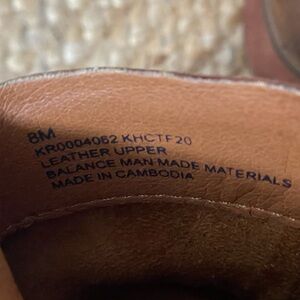 8M
KR0004062 KHCTF20
LEATHER UPPER
BALANCE MAN MADE MATERIALS
MADE IN CAMBODIA